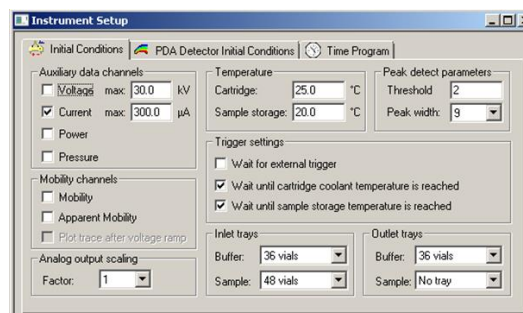 Instrument Setup
Initial Conditions
PDA Detector Initial Conditions
Time Program
Auxiliary data channels
Voltage max: 30.0 kV
Current max: 300.0 µA
Power
Pressure
Mobility channels
Mobility
Apparent Mobility
Plot trace after voltage ramp
Analog output scaling
Factor: 1
Temperature
Cartridge: 25.0 °C
Sample storage: 20.0 °C
Peak detect parameters
Threshold 2
Peak width: 9
Trigger settings
Wait for external trigger
Wait until cartridge coolant temperature is reached
Wait until sample storage temperature is reached
Inlet trays
Buffer: 36 vials
Sample: 48 vials
Outlet trays
Buffer: 36 vials
Sample: No tray